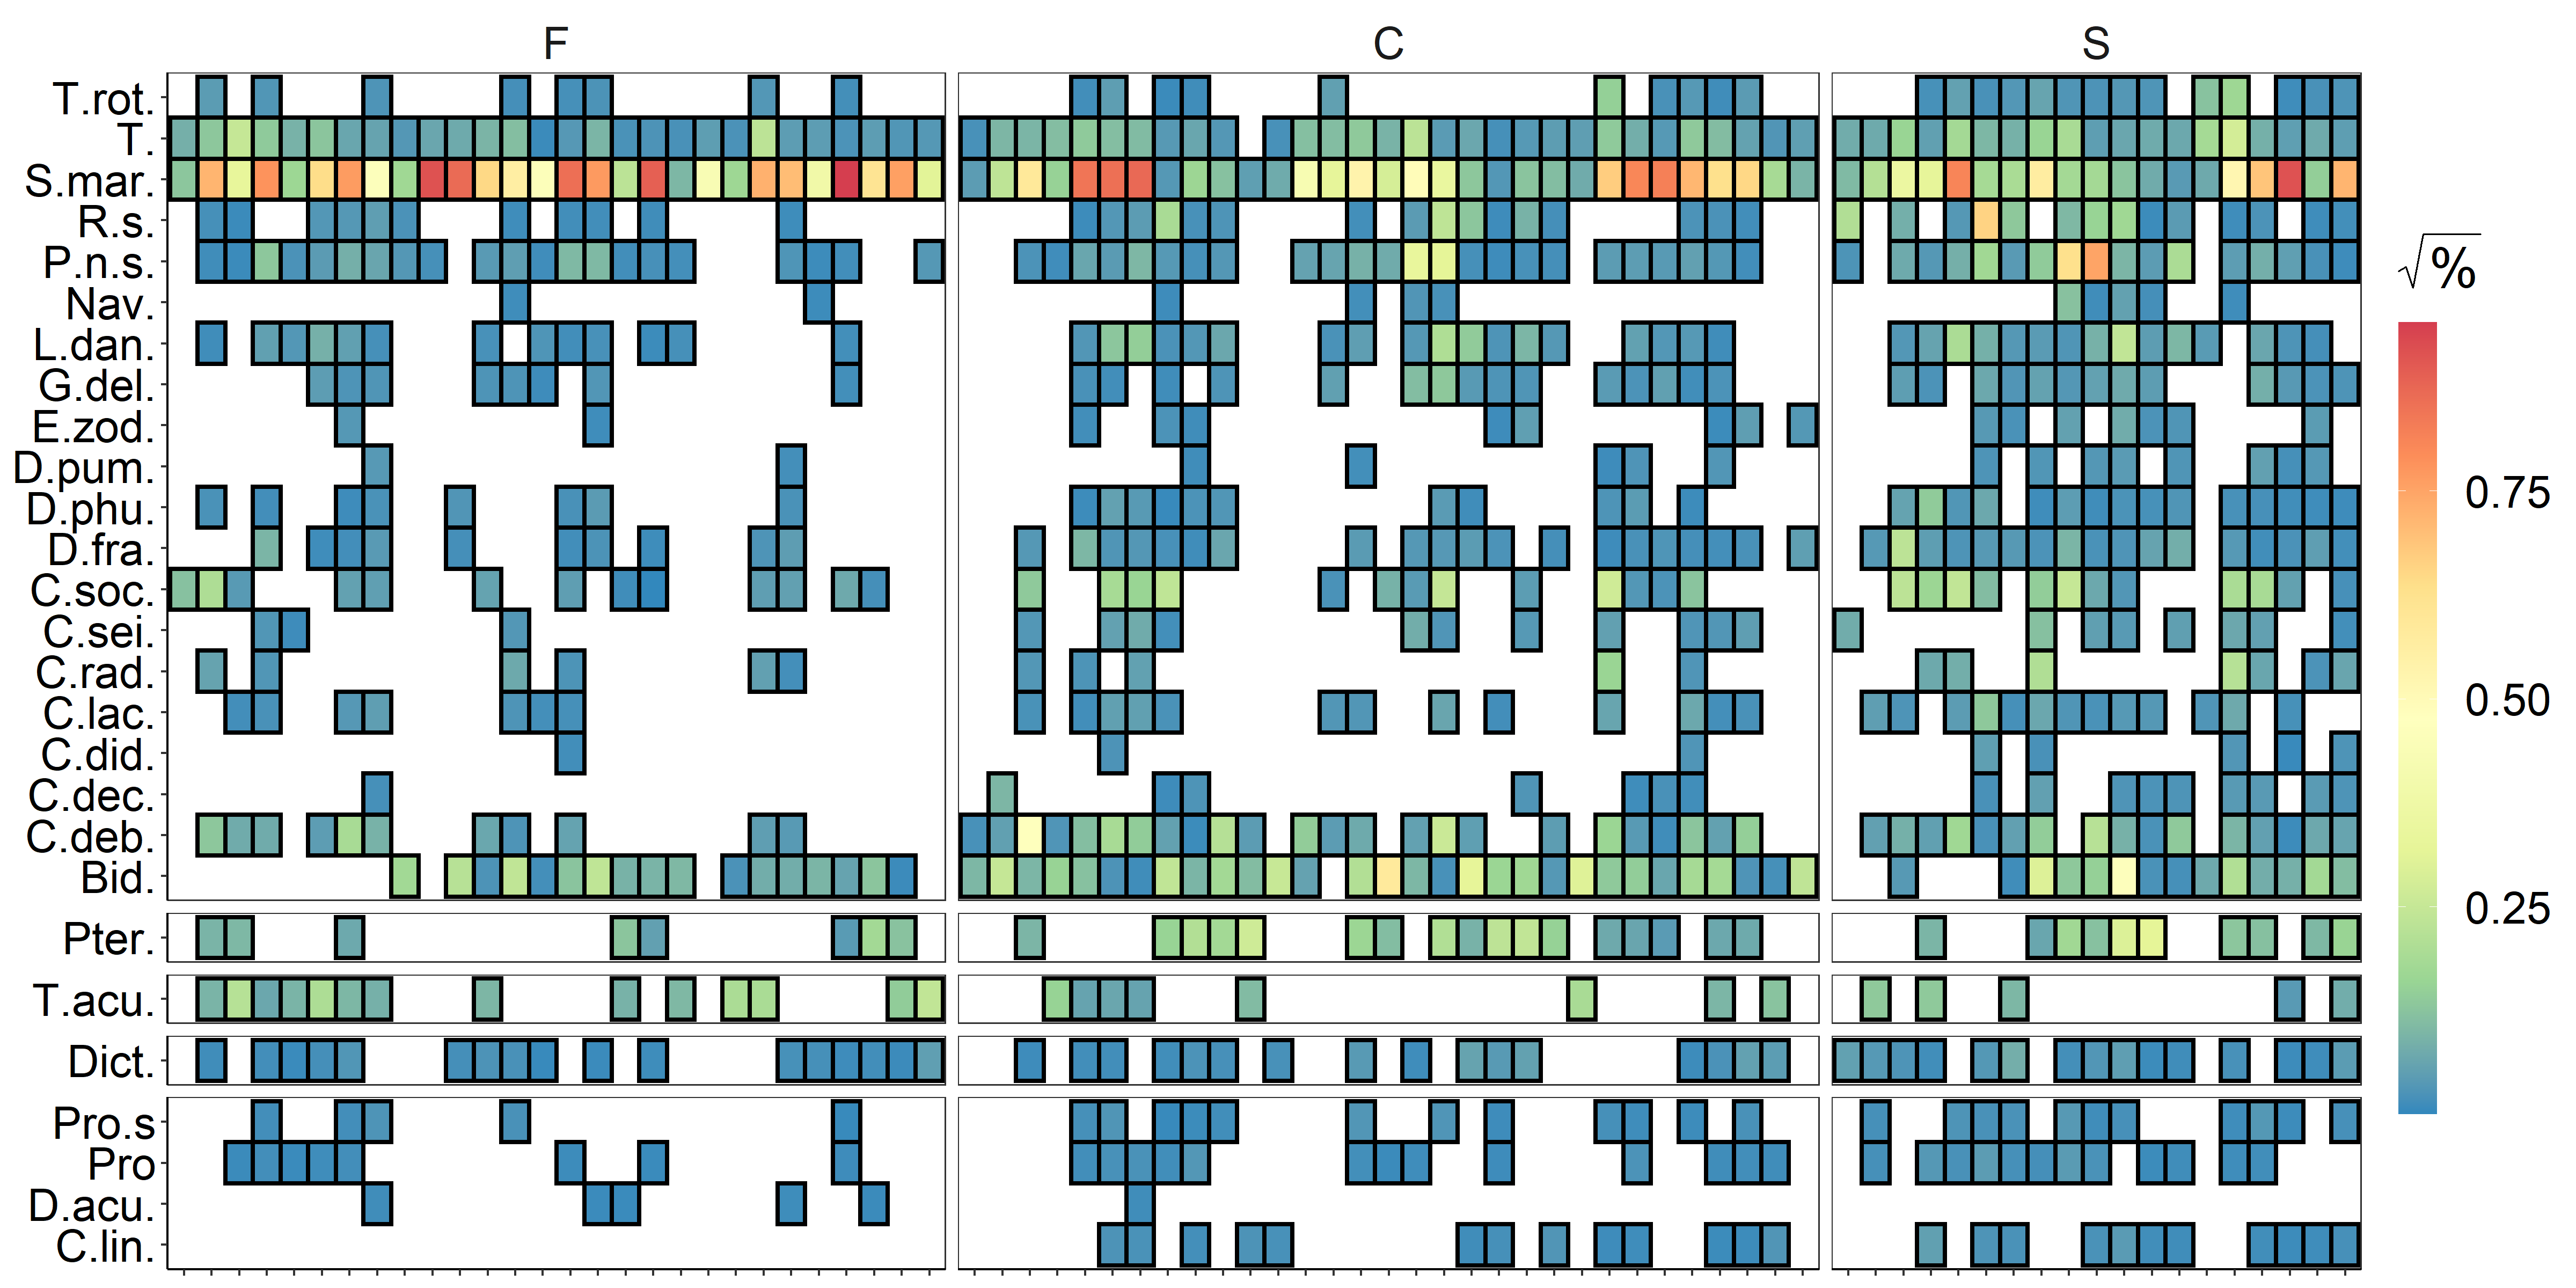 F C S
T.rot.
T.
S.mar.
R.s.
P.n.s.
Nav.
L.dan.
G.del.
E.zod.
D.pum.
D.phu.
D.fra.
C.soc.
C.sei.
C.rad.
C.lac.
C.did.
C.dec.
C.deb.
Bid.
Pter.
T.acu.
Dict.
Pro.s
Pro
D.acu.
C.lin.
√%
0.75
0.50
0.25